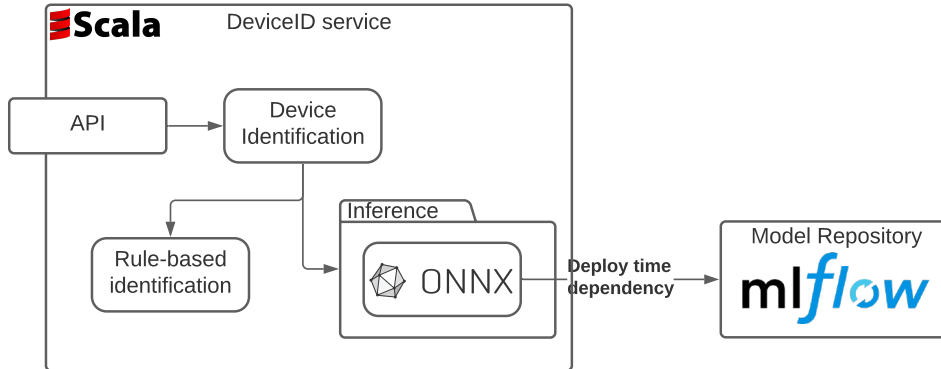 Scala
DeviceID service
API
Device
Identification
Rule-based
identification
Inference
ONNX
Deploy time
dependency
Model Repository
mlflow